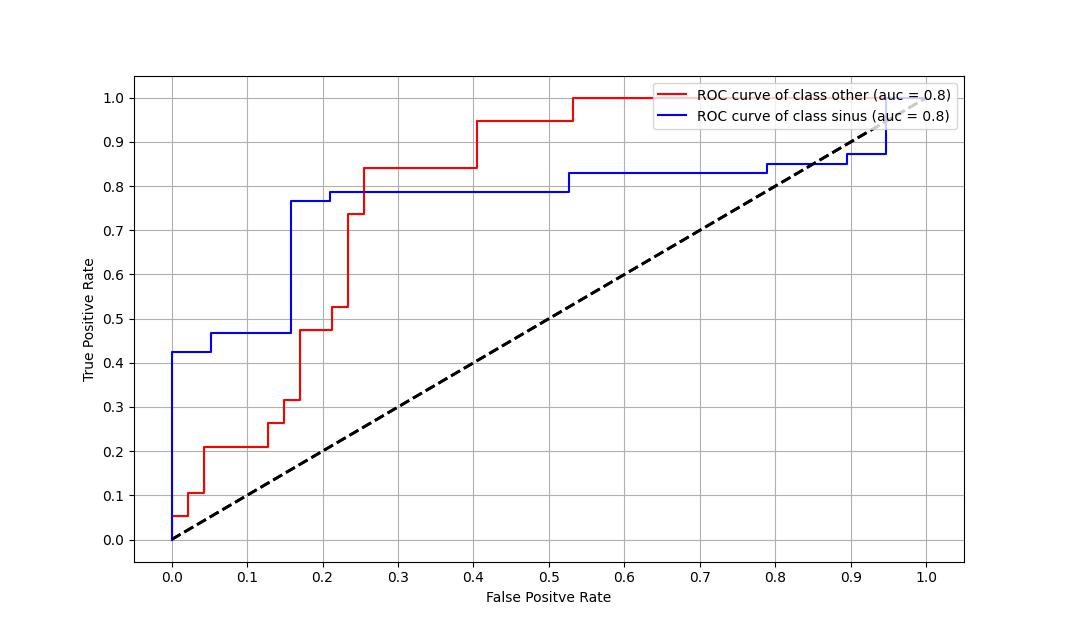 ROC curve of class other (auc = 0.8)
ROC curve of class sinus (auc = 0.8)
1.0
0.9
0.8
0.7
0.6
0.5
0.4
0.3
0.2
0.1
0.0
True Positive Rate
0.0 0.1 0.2 0.3 0.4 0.5 0.6 0.7 0.8 0.9 1.0
False Positve Rate